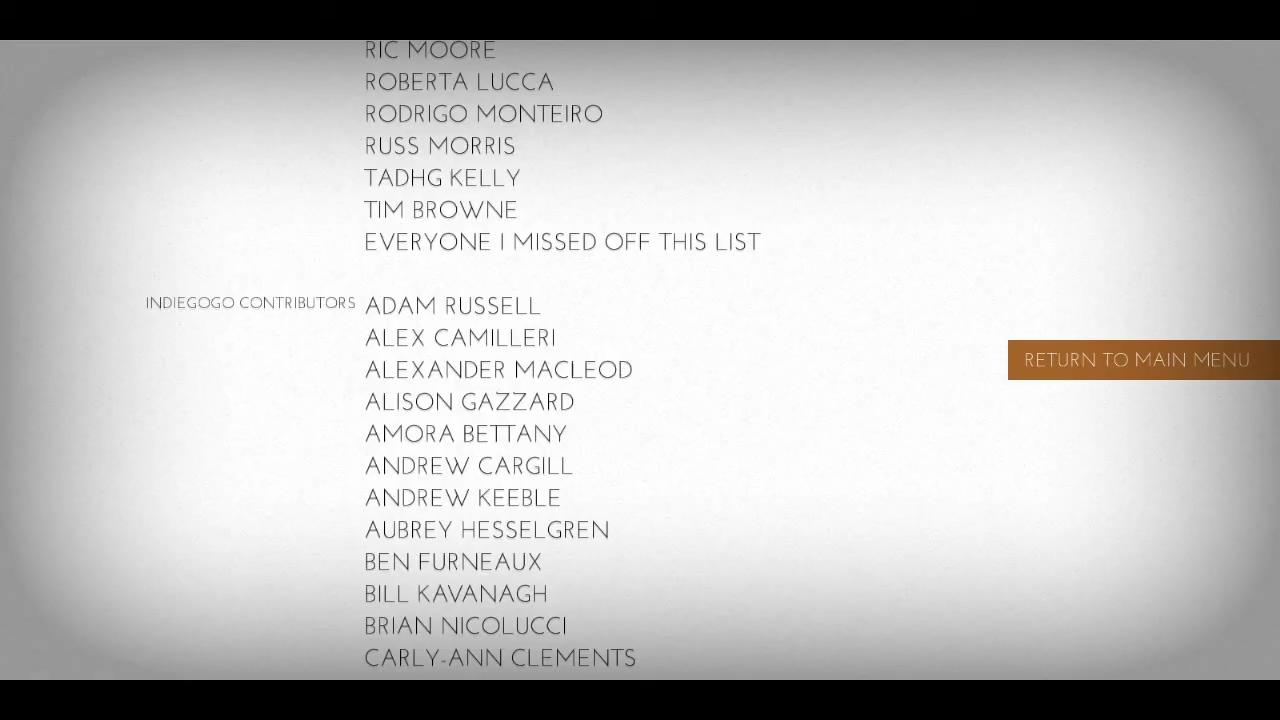 RIC MOORE
ROBERTA LUCCA
RODRIGO MONTEIRO
RUSS MORRIS
TADHG KELLY
TIM BROWNE
EVERYONE I MISSED OFF THIS LIST
INDIEGOGO CONTRIBUTORS ADAM RUSSELL
ALEX CAMILLERI
RETURN TO MAIN MENU
ALEXANDER MACLEOD
ALISON GAZZARD
AMORA BETTANY
ANDREW CARGILL
ANDREW KEEBLE
AUBREY HESSELGREN
BEN FURNEAUX
BILL KAVANAGH
BRIAN NICOLUCCI
CARLY-ANN CLEMENTS